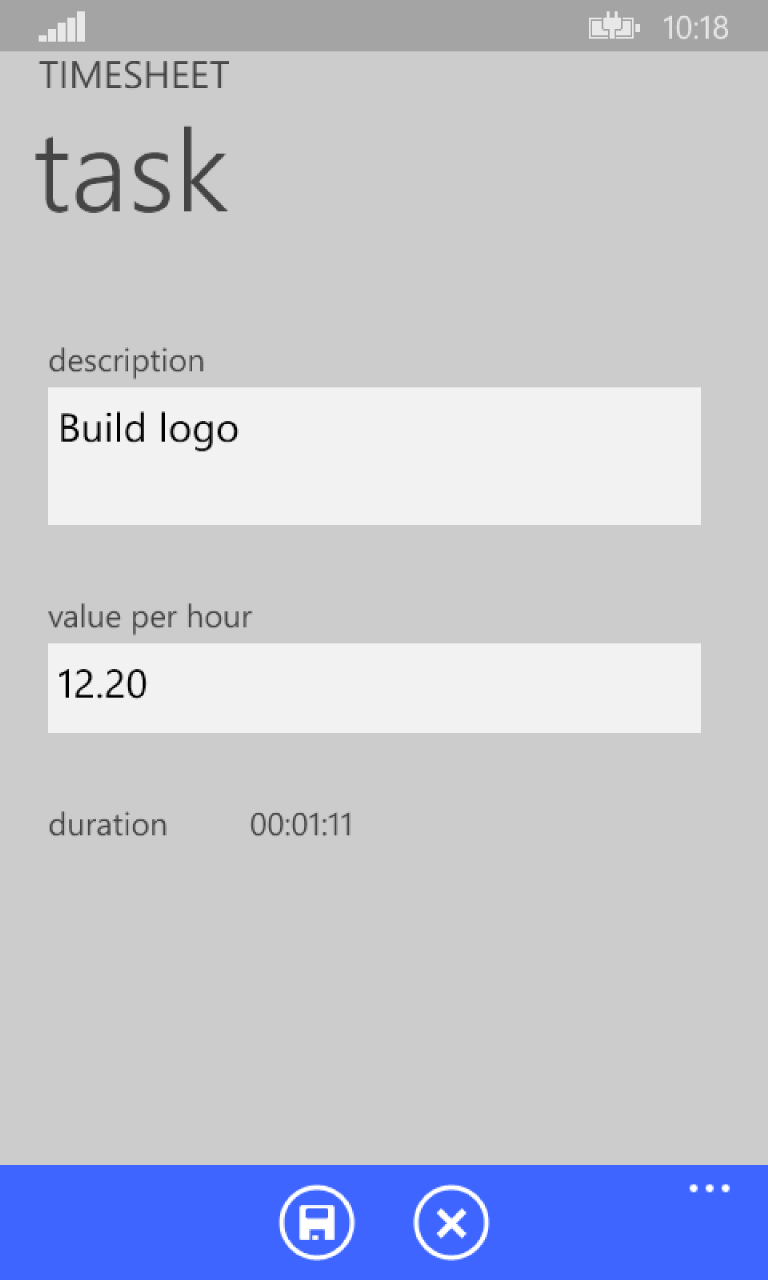 10:18
TIMESHEET
task
description
Build logo
value per hour
12.20
duration 00:01:11